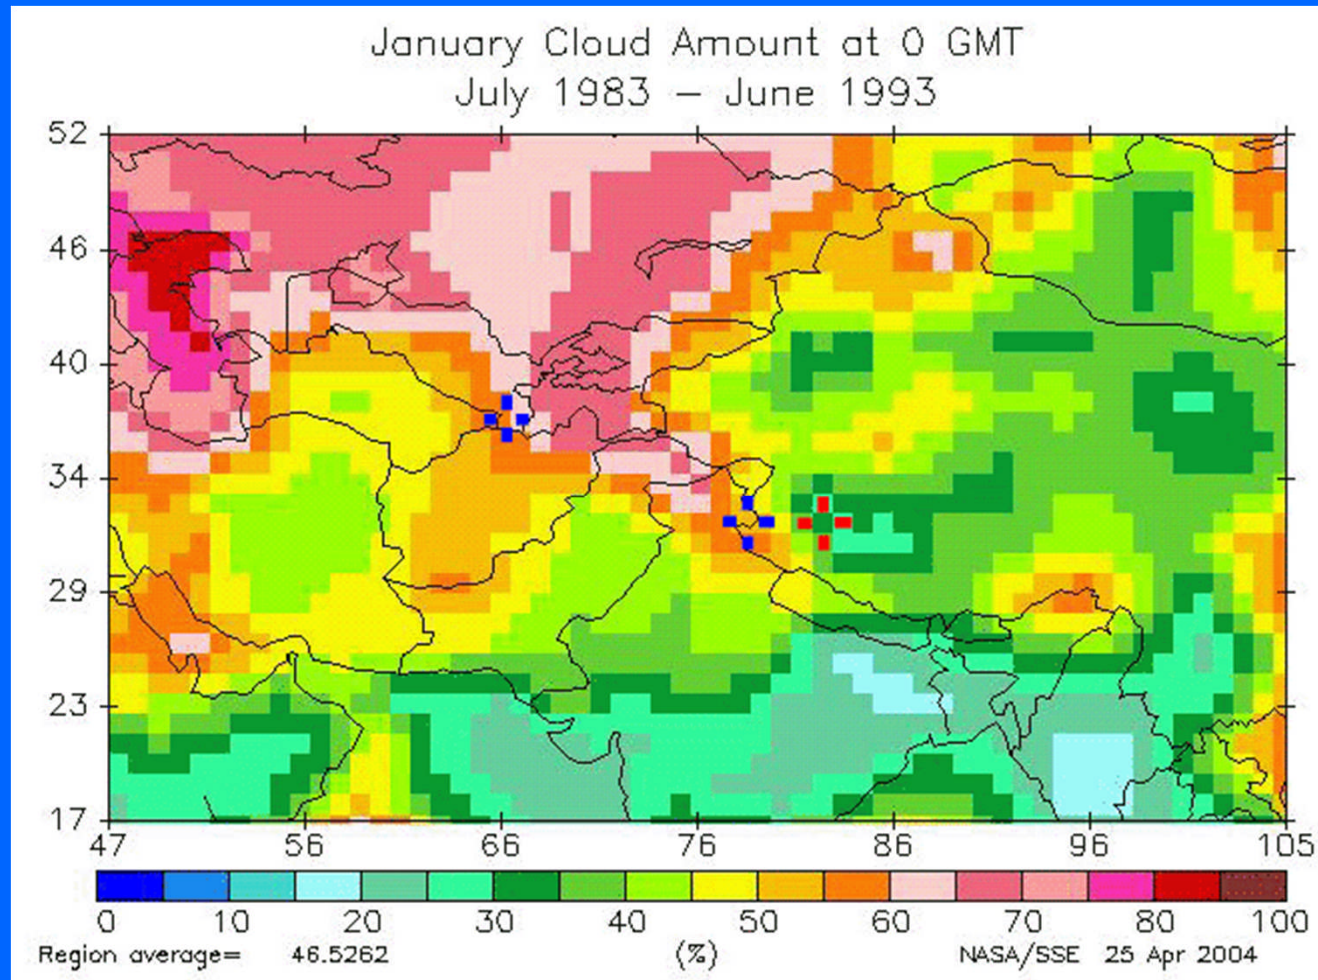 January Cloud Amount at 0 GMT
July 1983 – June 1993
52
46
40
34
29
23
17
47 56 66 76 86 96 105
0 10 20 30 40 50 60 70 80 100
Region average= 46.5262 (%) NASA/SSE 25 Apr 2004